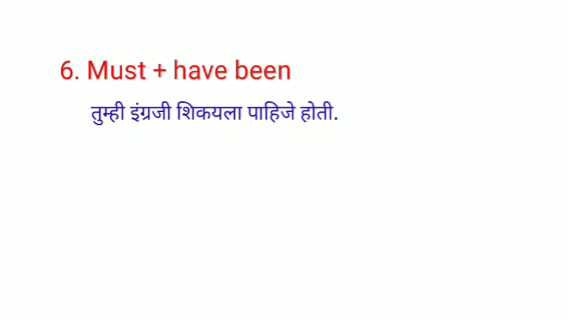 6. Must + have been
तुम्ही इंग्रजी शिकयला पाहिजे होती.